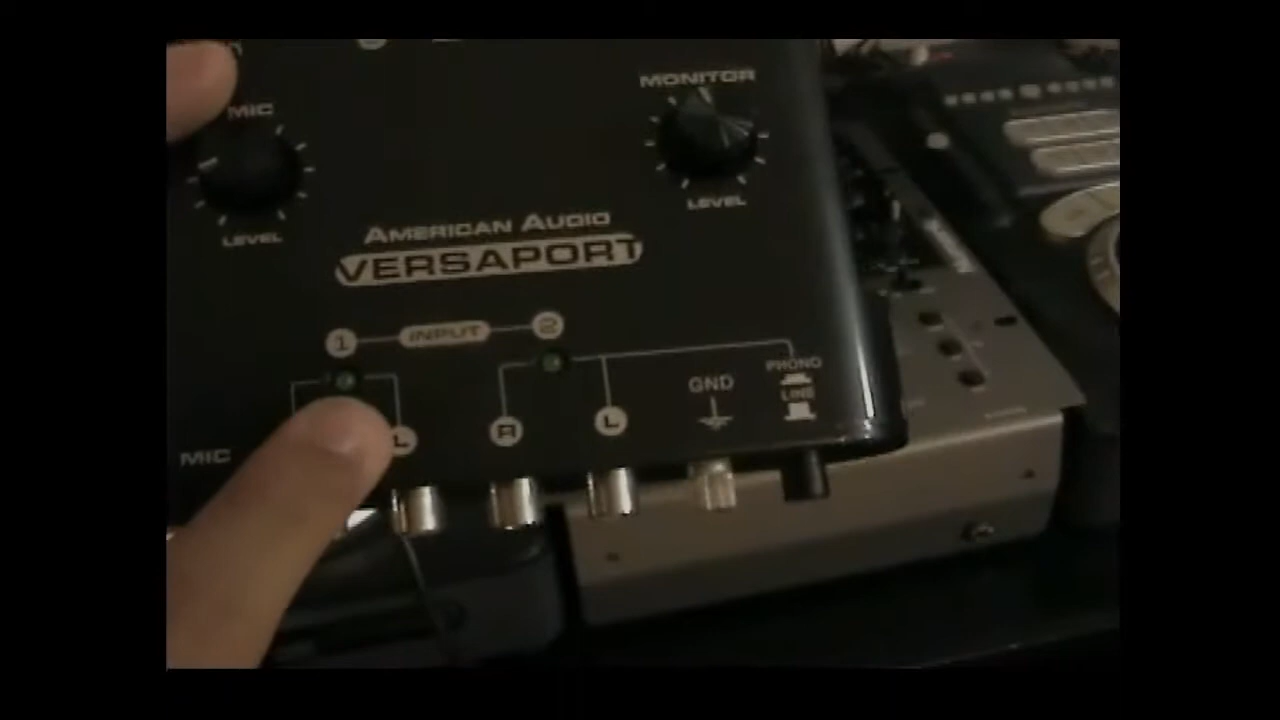 MIC
LEVEL
MONITOR
LEVEL
AMERICAN AUDIO
VERSAPORT
1 INPUT 2
MIC
L
R
L
GND
PHONO
LINE